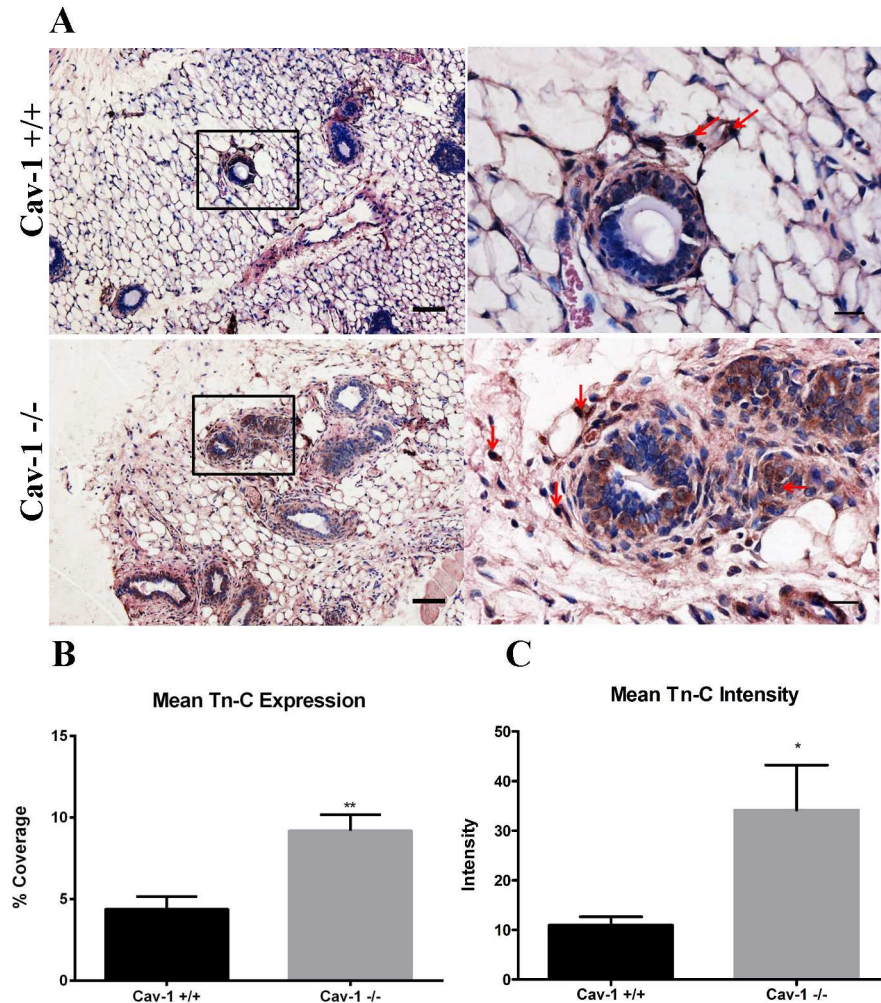 A
Cav-1 +/+
Cav-1 -/-
B
Mean Tn-C Expression
% Coverage
15
10
5
0
**
Cav-1 +/+
Cav-1 -/-
C
Mean Tn-C Intensity
Intensity
50
40
30
20
10
0
*
Cav-1 +/+
Cav-1 -/-